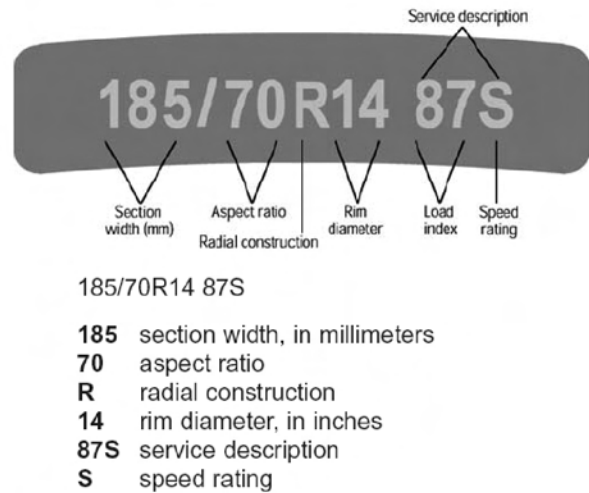 Service description
185/70R14 87S
Section width (mm)
Aspect ratio
Radial construction
Rim diameter
Load index
Speed rating
185/70R14 87S
185 section width, in millimeters
70 aspect ratio
R radial construction
14 rim diameter, in inches
87S service description
S speed rating